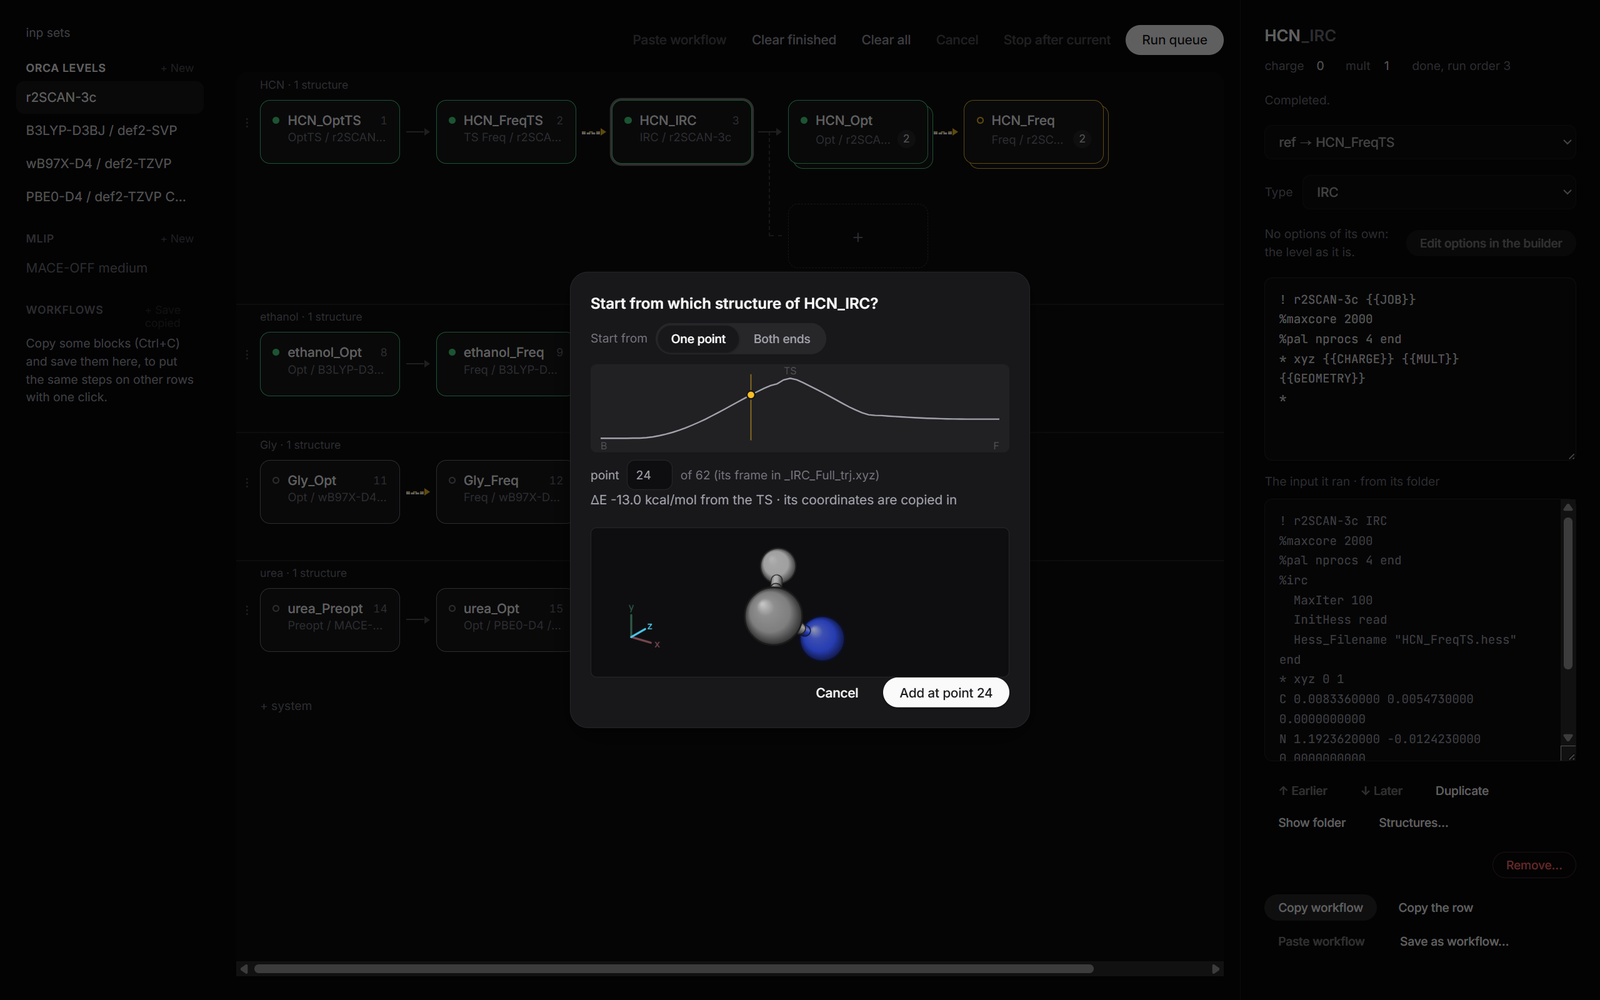 inp sets
ORCA LEVELS
+ New
r2SCAN-3c
B3LYP-D3BJ / def2-SVP
wB97X-D4 / def2-TZVP
PBE0-D4 / def2-TZVP C...
MLIP
+ New
MACE-OFF medium
WORKFLOWS
+ Save copied
Run queue
Copy some blocks (Ctrl+C)
and save them here, to put
the same steps on other rows
with one click.
Paste workflow
Clear finished
Clear all
Cancel
Stop after current
HCN · 1 structure
HCN_OptTS 1
OptTS / r2SCAN...
HCN_FreqTS 2
TS Freq / r2SCA...
HCN_IRC 3
IRC / r2SCAN-3c
HCN_Opt
Opt / r2SCA... 2
HCN_Freq
Freq / r2SC... 2
+
ethanol · 1 structure
ethanol_Opt 8
Opt / B3LYP-D3...
ethanol_Freq 9
Freq / B3LYP-D...
Gly · 1 structure
Gly_Opt 11
Opt / wB97X-D4...
Gly_Freq 12
Freq / wB97X-D...
urea · 1 structure
urea_Preopt 14
Preopt / MACE-...
urea_Opt 15
Opt / PBE0-D4 /...
+ system
Start from which structure of HCN_IRC?
Start from
One point
Both ends
TS
B
F
point 24 of 62 (its frame in _IRC_Full_trj.xyz)
ΔE -13.0 kcal/mol from the TS · its coordinates are copied in
y
z
x
Cancel
Add at point 24
HCN_IRC
charge 0 mult 1 done, run order 3
Completed.
ref → HCN_FreqTS
Type IRC
No options of its own:
the level as it is.
Edit options in the builder
! r2SCAN-3c {{JOB}}
%maxcore 2000
%pal nprocs 4 end
* xyz {{CHARGE}} {{MULT}}
{{GEOMETRY}}
*
The input it ran · from its folder
! r2SCAN-3c IRC
%maxcore 2000
%pal nprocs 4 end
%irc
MaxIter 100
InitHess read
Hess_Filename "HCN_FreqTS.hess"
end
* xyz 0 1
C 0.0083360000 0.0054730000
0.0000000000
N 1.1923620000 -0.0124230000
0.0000000000
↑ Earlier
↓ Later
Duplicate
Show folder
Structures...
Remove...
Copy workflow
Copy the row
Paste workflow
Save as workflow...